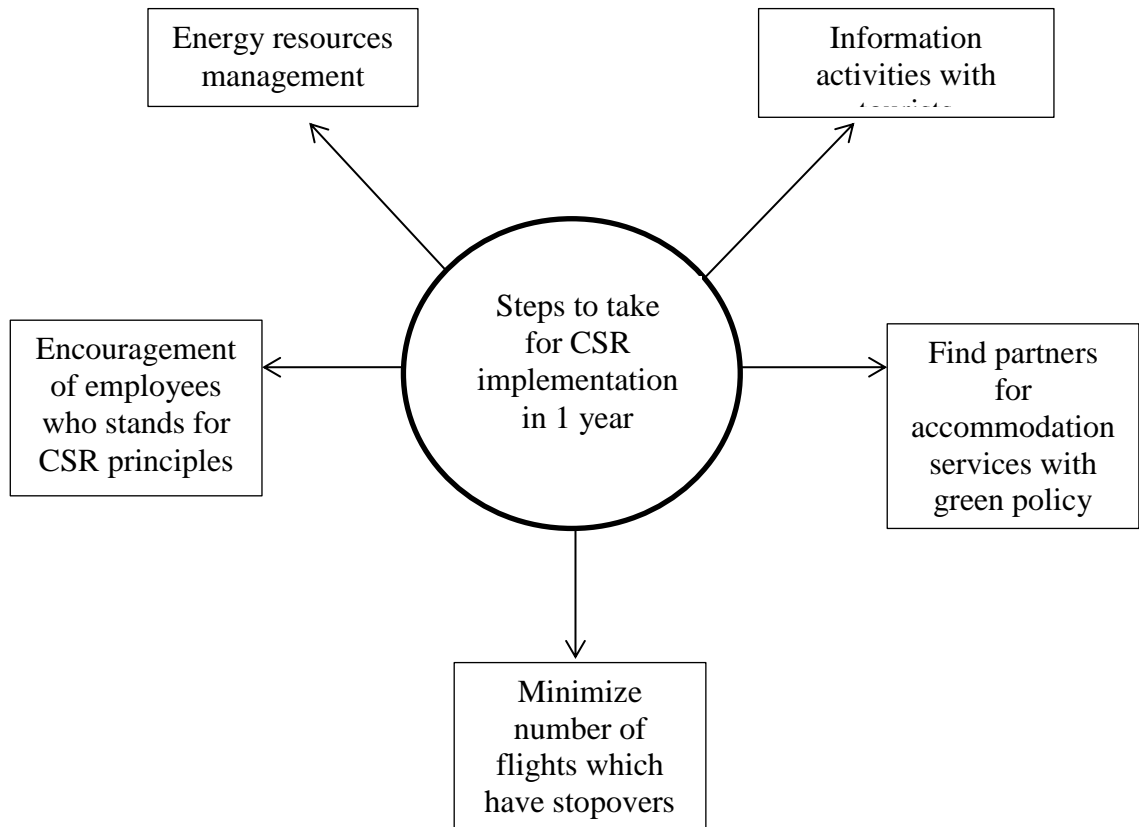 Energy resources
management
Information
activities with
tourists
Steps to take
for CSR
implementation
in 1 year
Encouragement
of employees
who stands for
CSR principles
Find partners
for
accommodation
services with
green policy
Minimize
number of
flights which
have stopovers